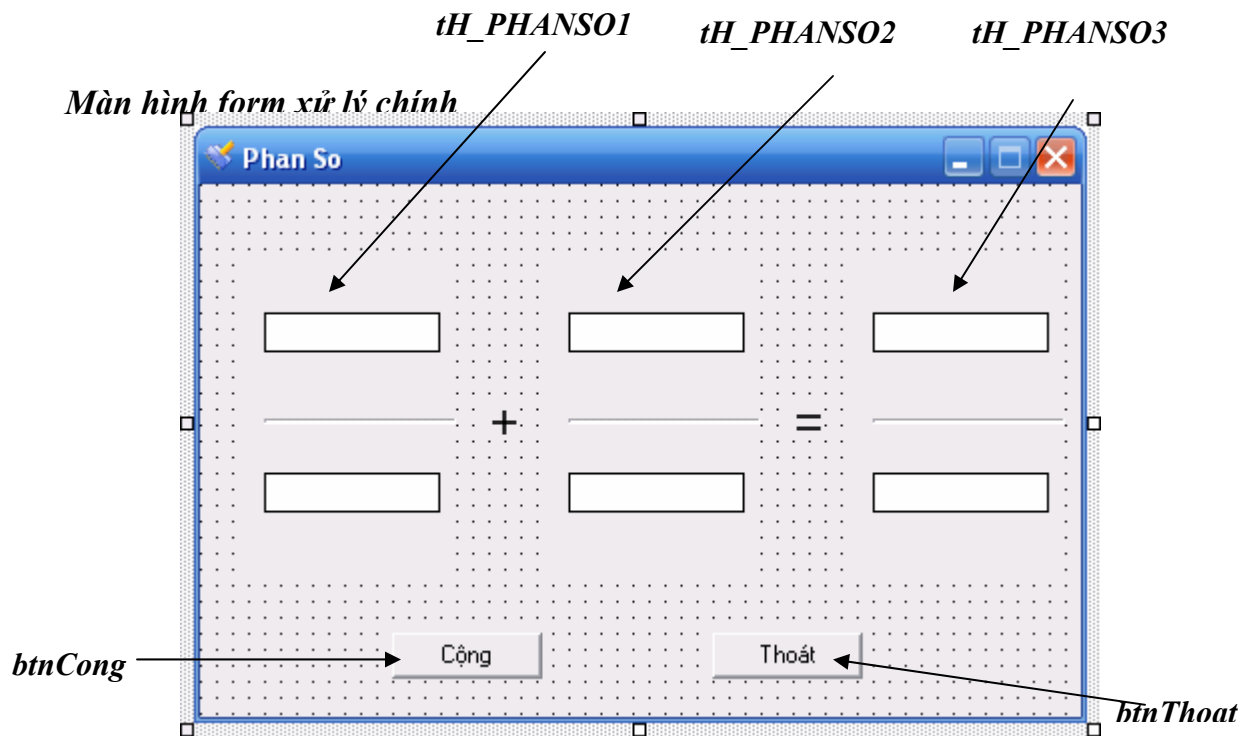 tH_PHANSO1 tH_PHANSO2 tH_PHANSO3
Màn hình form xử lý chính
Phan So
+ =
Cộng Thoát
btnCong
btnThoat